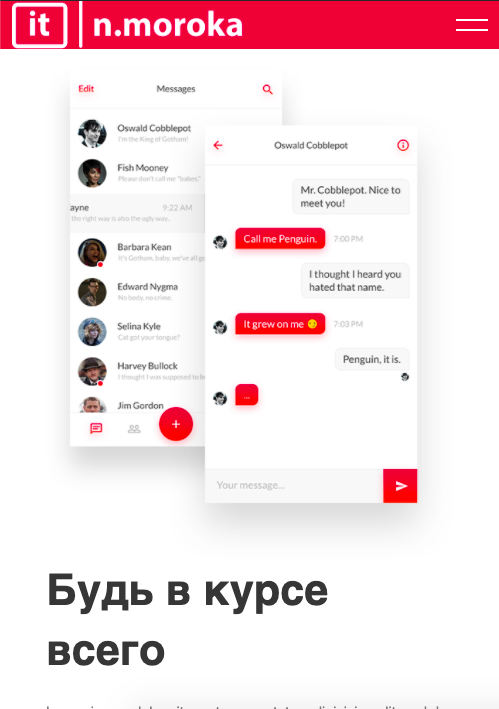 it n.moroka
Edit Messages
Oswald Cobblepot
I'm the King of Gotham!
Fish Mooney
Please don't call me "babes."
ayne 9:22 AM
the right way is also the ugly way..
Barbara Kean
It's Gotham, baby, we've all
Edward Nygma
No body, no crime.
Selina Kyle
Cat got your tongue?
Harvey Bullock
I thought I was supposed to
Jim Gordon
+
Oswald Cobblepot
Mr. Cobblepot. Nice to
meet you!
Call me Penguin. 7:00 PM
I thought I heard you
hated that name.
It grew on me 7:03 PM
Penguin, it is.
...
Your message...
Будь в курсе
всего